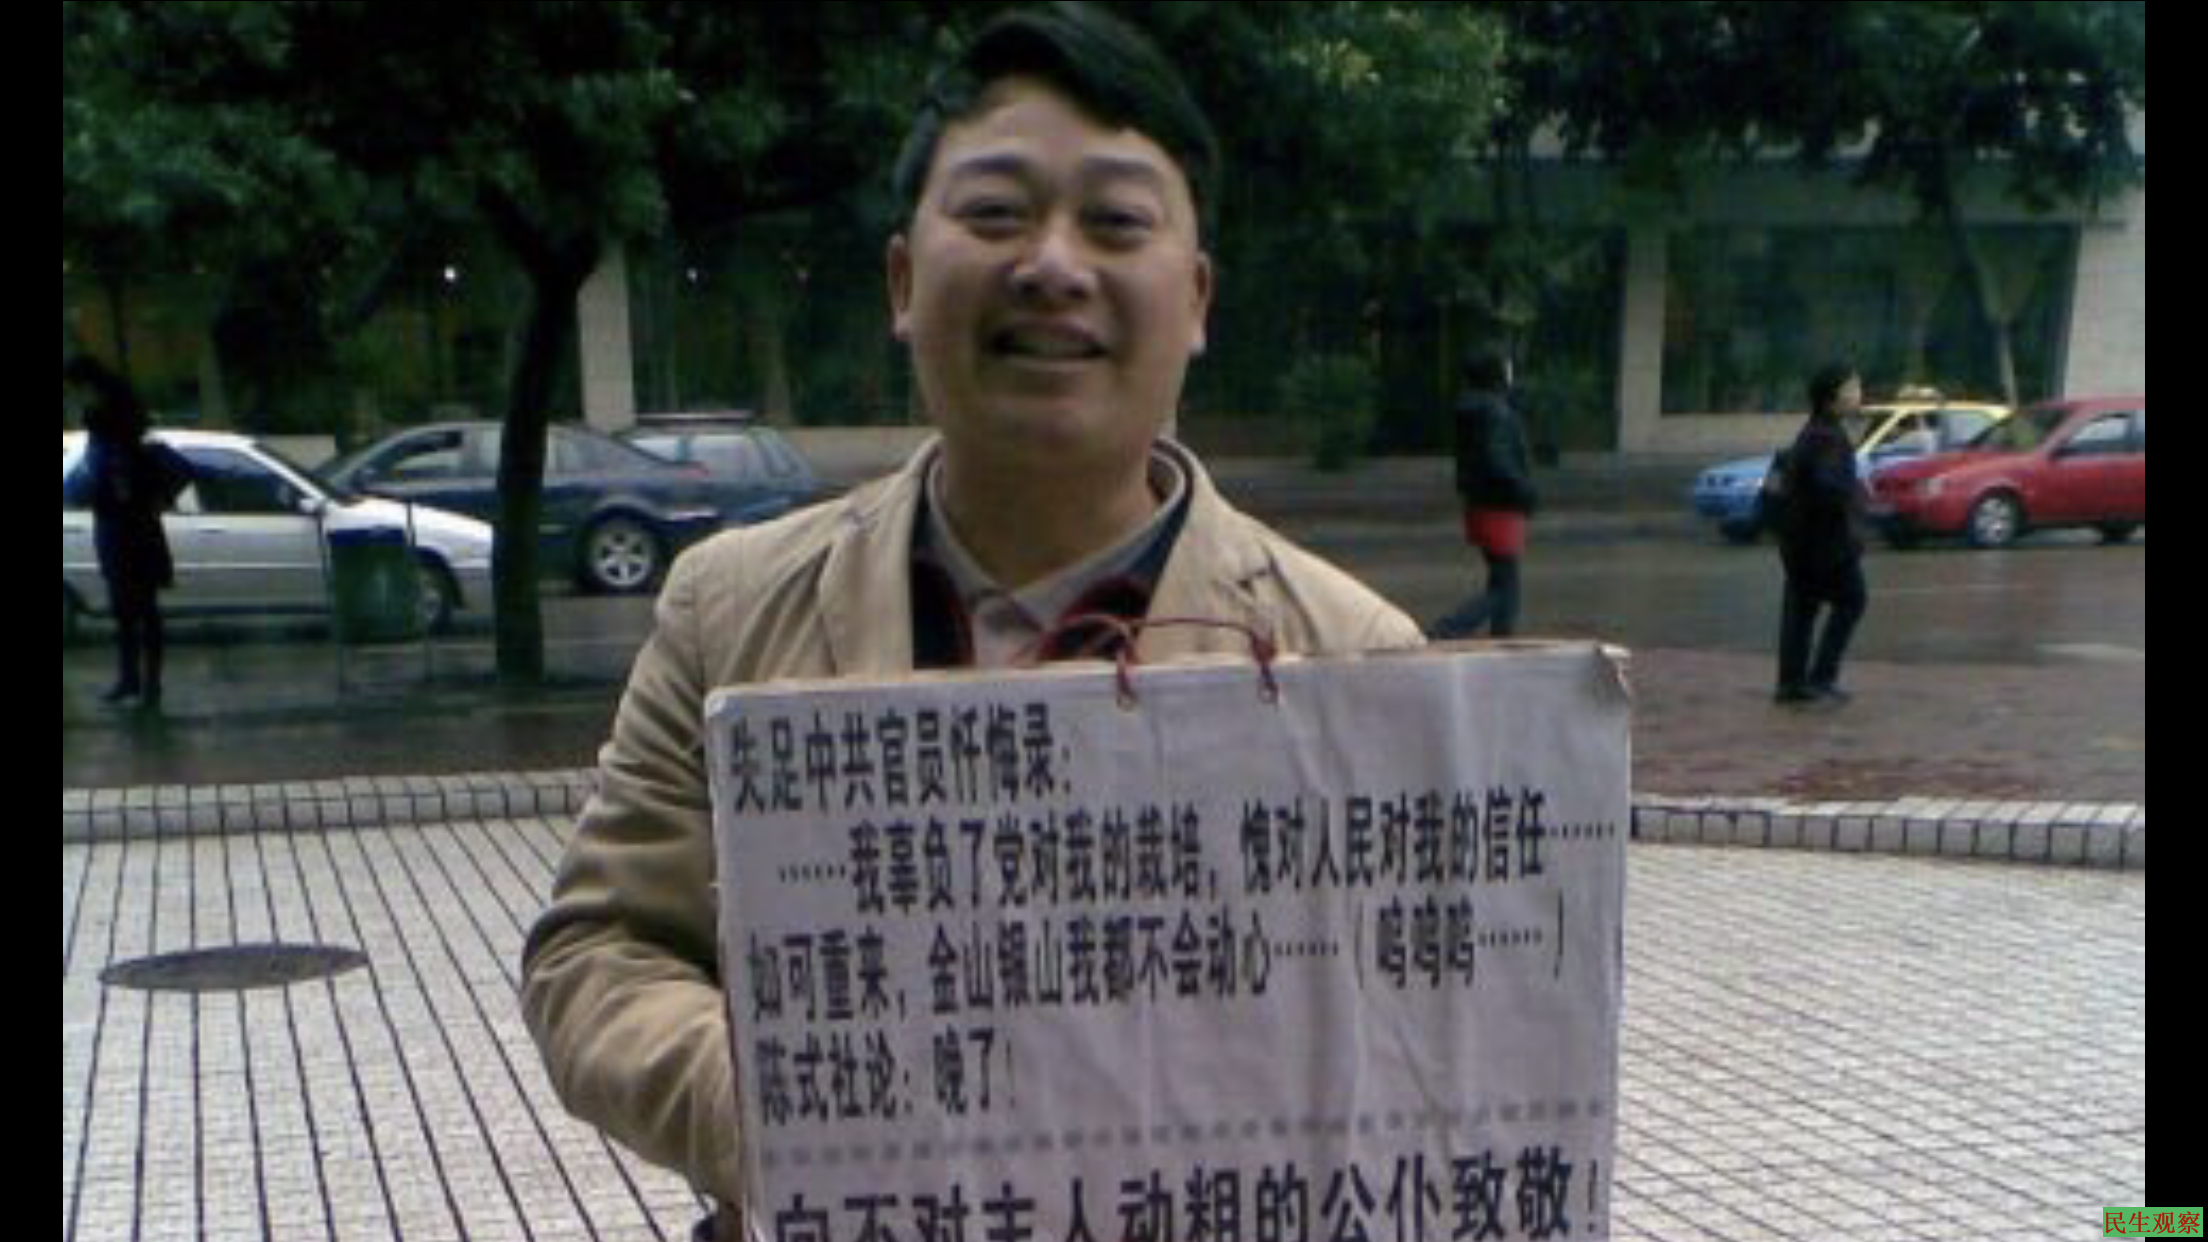 失足中共官员忏悔录：
……我辜负了党对我的栽培，愧对人民对我的信任……
如可重来，金山银山我都不会动心……（呜呜呜……）
陈式社论：晚了！
向不对主人动粗的公仆致敬！
民生观察